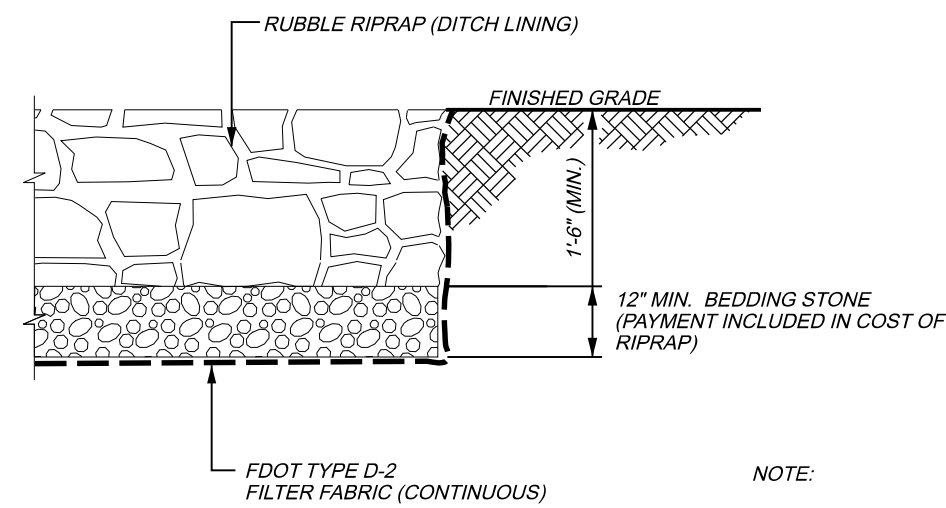 RUBBLE RIPRAP (DITCH LINING)
FINISHED GRADE
1'-6" (MIN.)
12" MIN. BEDDING STONE
(PAYMENT INCLUDED IN COST OF
RIPRAP)
FDOT TYPE D-2
FILTER FABRIC (CONTINUOUS)
NOTE: